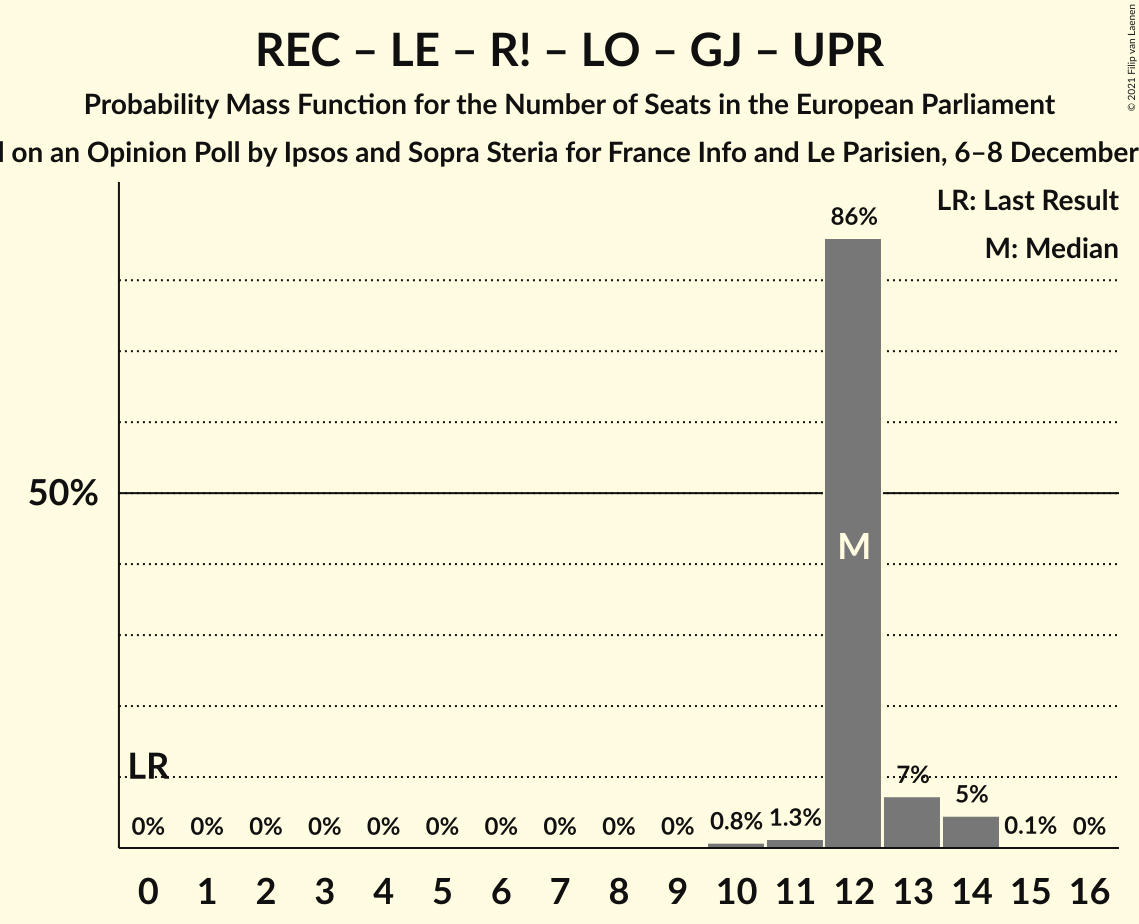 REC – LE – R! – LO – GJ – UPR
Probability Mass Function for the Number of Seats in the European Parliament
on an Opinion Poll by Ipsos and Sopra Steria for France Info and Le Parisien, 6–8 December
© 2021 Filip van Laenen
LR: Last Result
M: Median
86%
50%
M
LR
7%
5%
0% 0% 0% 0% 0% 0% 0% 0% 0% 0% 0.8% 1.3% 0.1% 0%
0 1 2 3 4 5 6 7 8 9 10 11 12 13 14 15 16